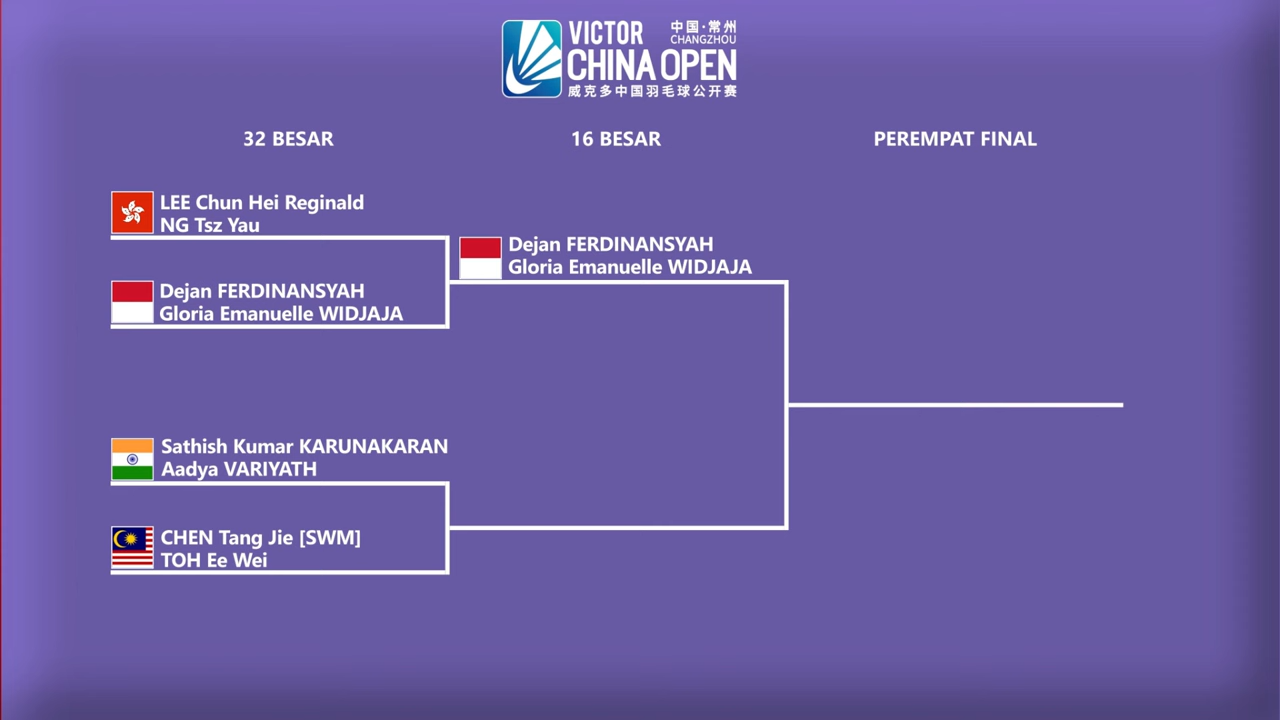 VICTOR
中国·常州
CHANGZHOU
CHINA OPEN
威克多中国羽毛球公开赛
32 BESAR
16 BESAR
PEREMPAT FINAL
LEE Chun Hei Reginald
NG Tsz Yau
Dejan FERDINANSYAH
Gloria Emanuelle WIDJAJA
Dejan FERDINANSYAH
Gloria Emanuelle WIDJAJA
Sathish Kumar KARUNAKARAN
Aadya VARIYATH
CHEN Tang Jie [SWM]
TOH Ee Wei